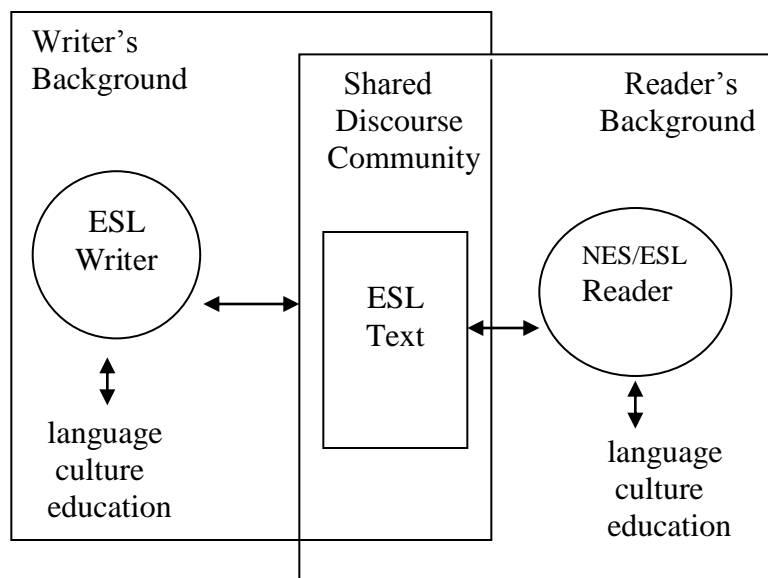 Writer’s
Background
Shared
Discourse
Community
Reader’s
Background
ESL
Writer
ESL
Text
NES/ESL
Reader
language
culture
education
language
culture
education